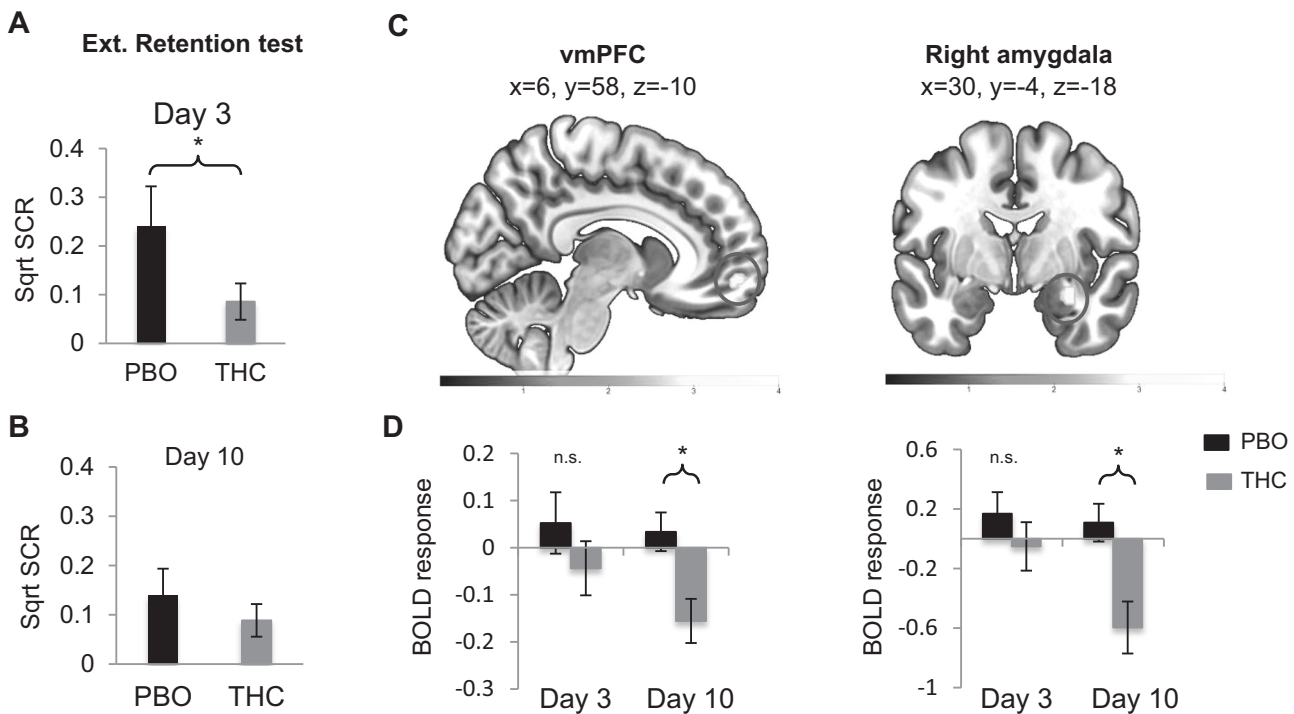 A
Ext. Retention test
Day 3
*
0.4
0.3
0.2
0.1
0
Sqrt SCR
PBO THC
B
Day 10
0.4
0.3
0.2
0.1
0
Sqrt SCR
PBO THC
C
vmPFC
x=6, y=58, z=-10
1 2 3 4
Right amygdala
x=30, y=-4, z=-18
1 2 3 4
D
0.2
0.1
0
-0.1
-0.2
-0.3
BOLD response
n.s. *
Day 3 Day 10
0.6
0.2
-0.2
-0.6
-1
BOLD response
n.s. *
Day 3 Day 10
PBO
THC